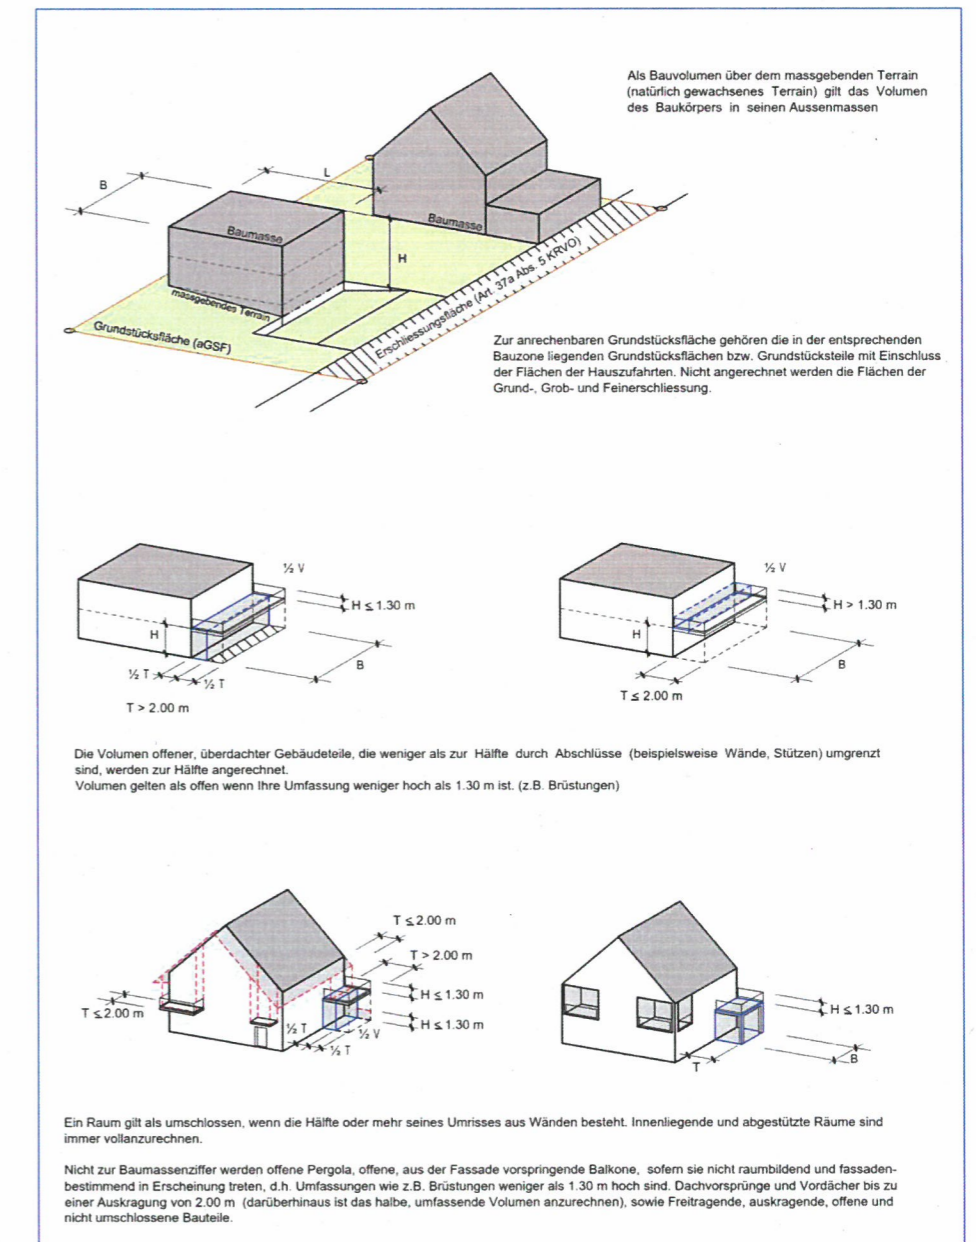 Als Bauvolumen über dem massgebenden Terrain
(natürlich gewachsenes Terrain) gilt das Volumen
des Baukörpers in seinen Aussenmassen
B
L
Baumasse
Baumasse
H
massgebendes Terrain
Grundstücksfläche (aGSF)
Erschliessungsfläche (Art. 37a Abs. 5 KRVO)
Zur anrechenbaren Grundstücksfläche gehören die in der entsprechenden
Bauzone liegenden Grundstücksflächen bzw. Grundstücksteile mit Einschluss
der Flächen der Hauszufahrten. Nicht angerechnet werden die Flächen der
Grund-, Grob- und Feinerschliessung.
½ V
H ≤ 1.30 m
H
B
½ T
½ T
T > 2.00 m
½ V
H > 1.30 m
H
B
T ≤ 2.00 m
Die Volumen offener, überdachter Gebäudeteile, die weniger als zur Hälfte durch Abschlüsse (beispielsweise Wände, Stützen) umgrenzt
sind, werden zur Hälfte angerechnet.
Volumen gelten als offen wenn Ihre Umfassung weniger hoch als 1.30 m ist. (z.B. Brüstungen)
T ≤ 2.00 m
T > 2.00 m
H ≤ 1.30 m
T ≤ 2.00 m
H ≤ 1.30 m
½ T
½ V
½ T
H ≤ 1.30 m
B
T
Ein Raum gilt als umschlossen, wenn die Hälfte oder mehr seines Umrisses aus Wänden besteht. Innenliegende und abgestützte Räume sind
immer vollanzurechnen.
Nicht zur Baumassenziffer werden offene Pergola, offene, aus der Fassade vorspringende Balkone, sofern sie nicht raumbildend und fassaden-
bestimmend in Erscheinung treten, d.h. Umfassungen wie z.B. Brüstungen weniger als 1.30 m hoch sind. Dachvorsprünge und Vordächer bis zu
einer Auskragung von 2.00 m (darüberhinaus ist das halbe, umfassende Volumen anzurechnen), sowie Freitragende, auskragende, offene und
nicht umschlossene Bauteile.